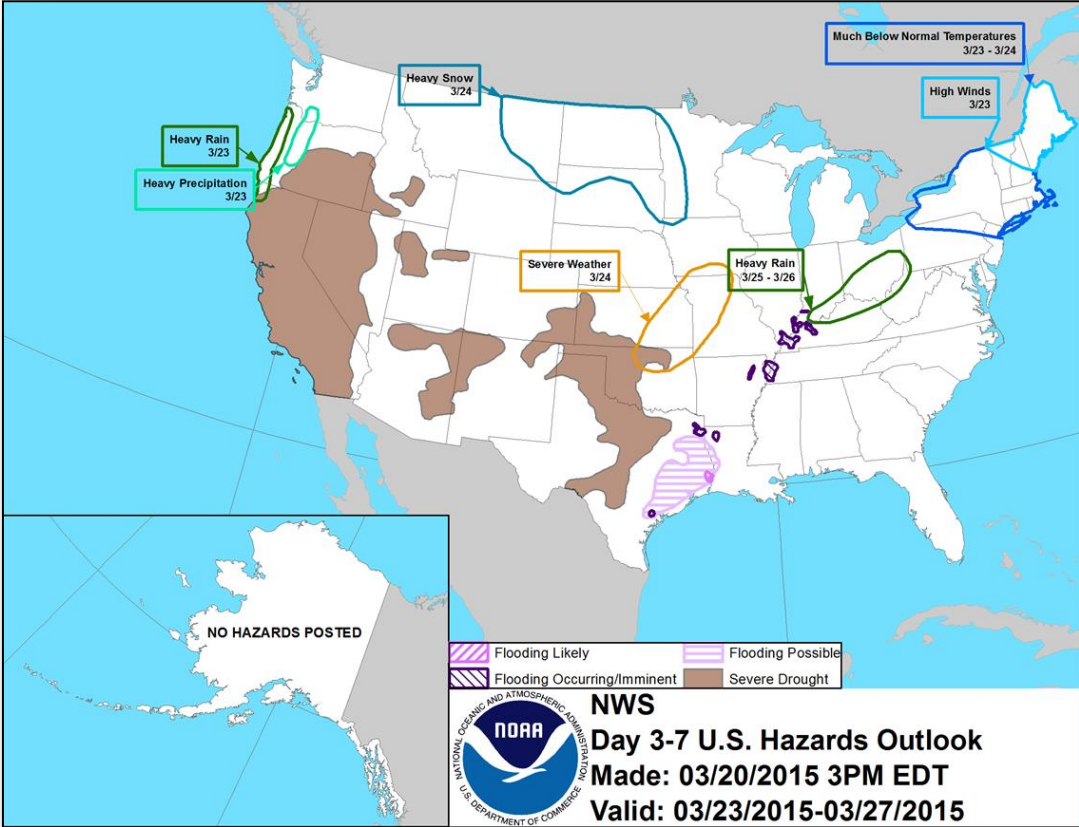 Much Below Normal Temperatures
3/23 - 3/24
Heavy Snow
3/24
High Winds
3/23
Heavy Rain
3/23
Heavy Precipitation
3/23
Severe Weather
3/24
Heavy Rain
3/25 - 3/26
NO HAZARDS POSTED
Flooding Likely
Flooding Possible
Flooding Occurring/Imminent
Severe Drought
NATIONAL OCEANIC AND ATMOSPHERIC ADMINISTRATION
NOAA
U.S. DEPARTMENT OF COMMERCE
NWS
Day 3-7 U.S. Hazards Outlook
Made: 03/20/2015 3PM EDT
Valid: 03/23/2015-03/27/2015